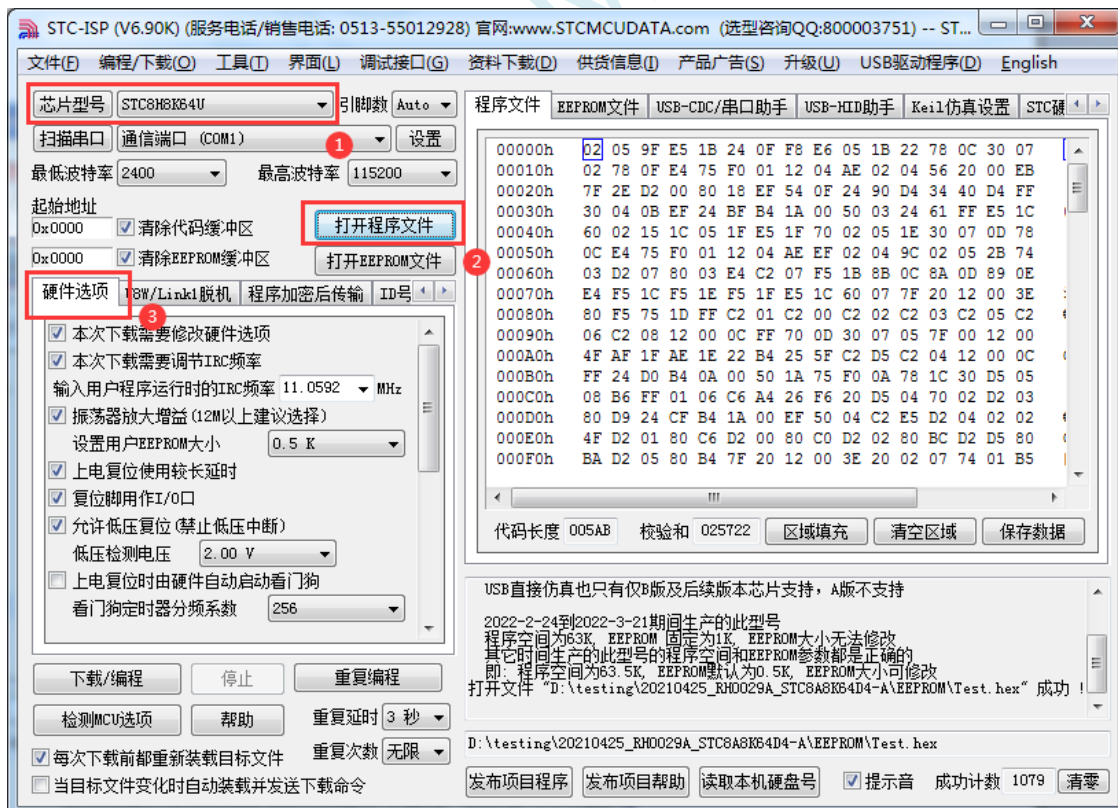 STC-ISP (V6.90K) (服务电话/销售电话: 0513-55012928) 官网:www.STCMCUDATA.com (选型咨询QQ:800003751) -- ST...
文件(F) 编程/下载(O) 工具(T) 界面(L) 调试接口(G) 资料下载(D) 供货信息(I) 产品广告(S) 升级(U) USB驱动程序(D) English
芯片型号 STC8H8K64U 引脚数 Auto
扫描串口 通信端口 (COM1) 设置
1
最低波特率 2400 最高波特率 115200
起始地址
0x0000 清除代码缓冲区 打开程序文件
0x0000 清除EEPROM缓冲区 打开EEPROM文件
2
硬件选项 U8W/Link1脱机 程序加密后传输 ID号
3
本次下载需要修改硬件选项
本次下载需要调节IRC频率
输入用户程序运行时的IRC频率 11.0592 MHz
振荡器放大增益(12M以上建议选择)
设置用户EEPROM大小 0.5 K
上电复位使用较长延时
复位脚用作I/O口
允许低压复位(禁止低压中断)
低压检测电压 2.00 V
上电复位时由硬件自动启动看门狗
看门狗定时器分频系数 256
下载/编程 停止 重复编程
检测MCU选项 帮助 重复延时 3 秒
每次下载前都重新装载目标文件 重复次数 无限
当目标文件变化时自动装载并发送下载命令
程序文件 EEPROM文件 USB-CDC/串口助手 USB-HID助手 Keil仿真设置 STC硬
00000h 02 05 9F E5 1B 24 0F F8 E6 05 1B 22 78 0C 30 07
00010h 02 78 0F E4 75 F0 01 12 04 AE 02 04 56 20 00 EB
00020h 7F 2E D2 00 80 18 EF 54 0F 24 90 D4 34 40 D4 FF
00030h 30 04 0B EF 24 BF B4 1A 00 50 03 24 61 FF E5 1C
00040h 60 02 15 1C 05 1F E5 1F 70 02 05 1E 30 07 0D 78
00050h 0C E4 75 F0 01 12 04 AE EF 02 04 9C 02 05 2B 74
00060h 03 D2 07 80 03 E4 C2 07 F5 1B 8B 0C 8A 0D 89 0E
00070h E4 F5 1C F5 1E F5 1F E5 1C 60 07 7F 20 12 00 3E
00080h 80 F5 75 1D FF C2 01 C2 00 C2 02 C2 03 C2 05 C2
00090h 06 C2 08 12 00 0C FF 70 0D 30 07 05 7F 00 12 00
000A0h 4F AF 1F AE 1E 22 B4 25 5F C2 D5 C2 04 12 00 0C
000B0h FF 24 D0 B4 0A 00 50 1A 75 F0 0A 78 1C 30 D5 05
000C0h 08 B6 FF 01 06 C6 A4 26 F6 20 D5 04 70 02 D2 03
000D0h 80 D9 24 CF B4 1A 00 EF 50 04 C2 E5 D2 04 02 02
000E0h 4F D2 01 80 C6 D2 00 80 C0 D2 02 80 BC D2 D5 80
000F0h BA D2 05 80 B4 7F 20 12 00 3E 20 02 07 74 01 B5
代码长度 005AB 校验和 025722 区域填充 清空区域 保存数据
USB直接仿真也只有仅B版及后续版本芯片支持，A版不支持
2022-2-24到2022-3-21期间生产的此型号
程序空间为63K, EEPROM 固定为1K, EEPROM大小无法修改
其它时间生产的此型号的程序空间和EEPROM参数都是正确的
即: 程序空间为63.5K, EEPROM默认为0.5K, EEPROM大小可修改
打开文件 "D:\testing\20210425_RH0029A_STC8A8K64D4-A\EEPROM\Test.hex" 成功 !
D:\testing\20210425_RH0029A_STC8A8K64D4-A\EEPROM\Test.hex
发布项目程序 发布项目帮助 读取本机硬盘号 提示音 成功计数 1079 清零